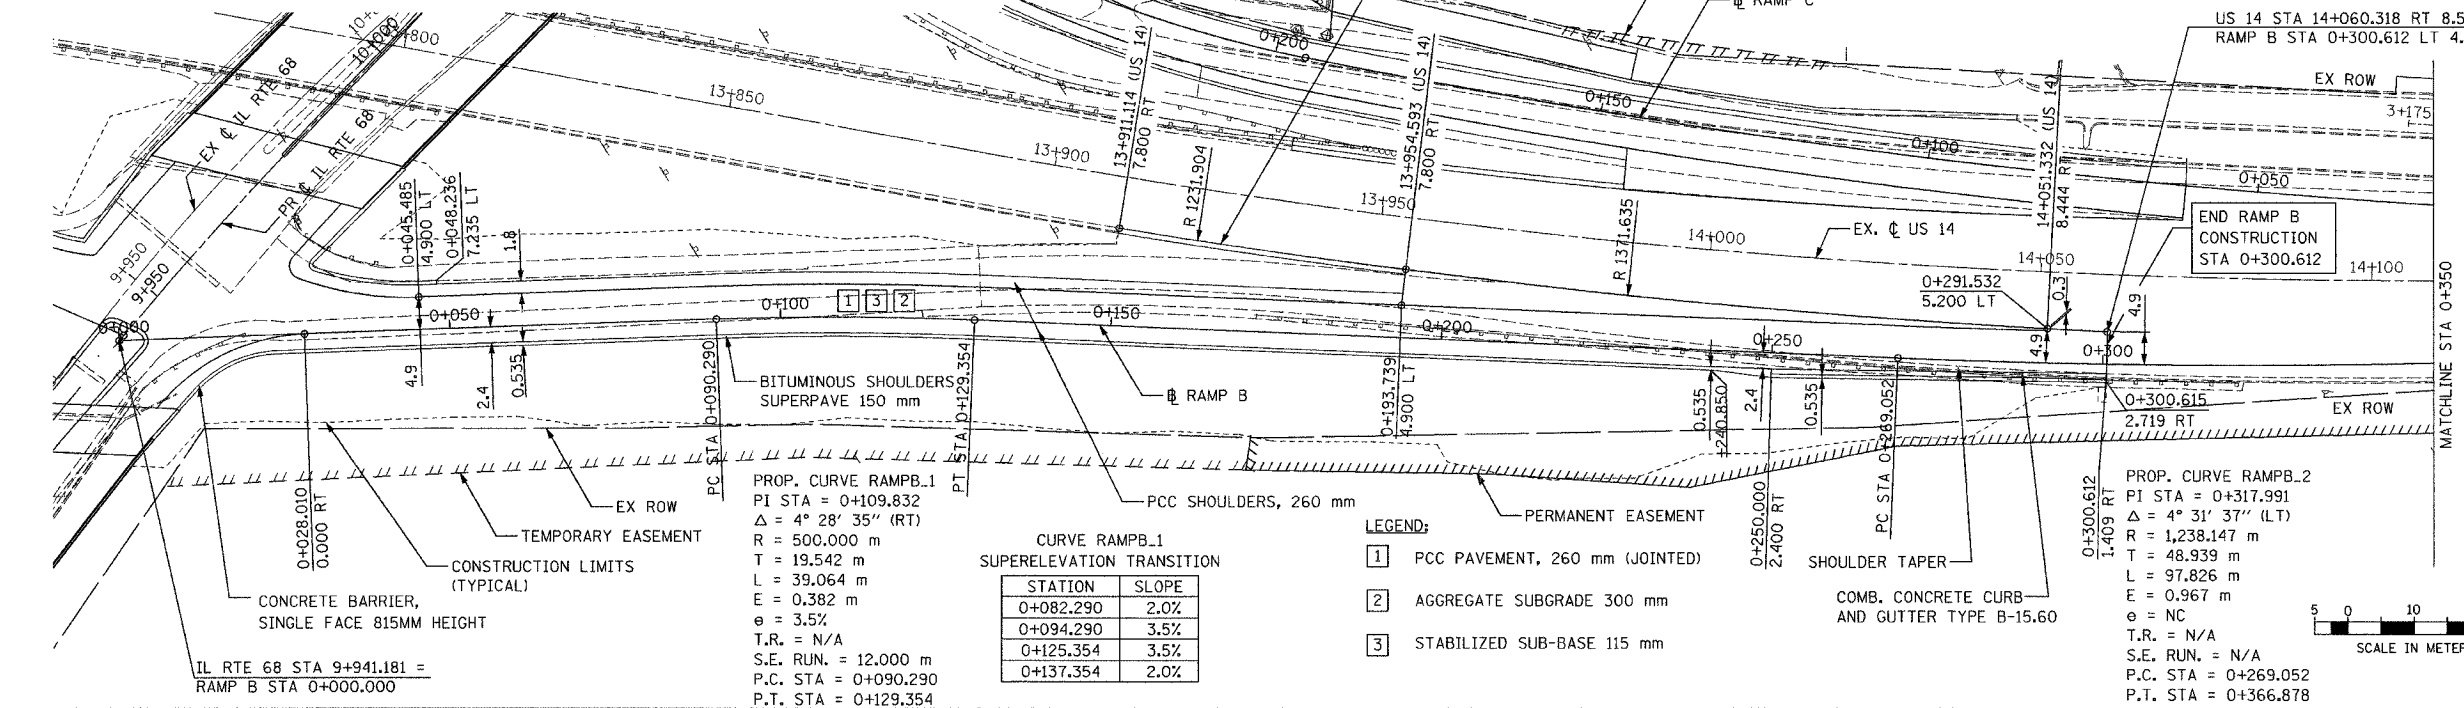 US 14 STA 14+060.318 RT 8.5
RAMP B STA 0+300.612 LT 4.
℄ RAMP C
EX ROW
3+175
10+000
9+800
0+200
13+850
13+900
13+950
14+000
14+050
14+100
0+150
0+100
0+050
EX ℄ IL RTE 68
PR ℄ IL RTE 68
9+950
9+950
13+911.114 (US 14)
7.800 RT
R 1231.904
13+954.593 (US 14)
7.800 RT
R 1371.635
EX. ℄ US 14
14+051.332 (US 14)
8.444 RT
END RAMP B
CONSTRUCTION
STA 0+300.612
0+291.532
5.200 LT
0.3
4.9
4.9
MATCHLINE STA 0+350
0+045.485
4.900 LT
0+048.236
7.235 LT
1.8
0+000
0+050
0+100
1 3 2
0+150
0+200
0+250
0+300
4.9
2.4
0.535
BITUMINOUS SHOULDERS
SUPERPAVE 150 mm
℄ RAMP B
0+193.739
4.900 LT
0.535
+240.850
2.4
0.535
0+300.615
2.719 RT
EX ROW
PC STA 0+090.290
PT STA 0+129.354
PC STA 0+269.052
0+028.010
0.000 RT
0+250.000
2.400 RT
0+300.612
1.409 RT
EX ROW
TEMPORARY EASEMENT
CONSTRUCTION LIMITS
(TYPICAL)
CONCRETE BARRIER,
SINGLE FACE 815MM HEIGHT
IL RTE 68 STA 9+941.181 =
RAMP B STA 0+000.000
PROP. CURVE RAMPB_1
PI STA = 0+109.832
Δ = 4° 28' 35" (RT)
R = 500.000 m
T = 19.542 m
L = 39.064 m
E = 0.382 m
e = 3.5%
T.R. = N/A
S.E. RUN. = 12.000 m
P.C. STA = 0+090.290
P.T. STA = 0+129.354
PCC SHOULDERS, 260 mm
CURVE RAMPB_1
SUPERELEVATION TRANSITION
STATION SLOPE
0+082.290 2.0%
0+094.290 3.5%
0+125.354 3.5%
0+137.354 2.0%
PERMANENT EASEMENT
LEGEND:
1 PCC PAVEMENT, 260 mm (JOINTED)
2 AGGREGATE SUBGRADE 300 mm
3 STABILIZED SUB-BASE 115 mm
SHOULDER TAPER
COMB. CONCRETE CURB
AND GUTTER TYPE B-15.60
PROP. CURVE RAMPB_2
PI STA = 0+317.991
Δ = 4° 31' 37" (LT)
R = 1,238.147 m
T = 48.939 m
L = 97.826 m
E = 0.967 m
e = NC
T.R. = N/A
S.E. RUN. = N/A
P.C. STA = 0+269.052
P.T. STA = 0+366.878
5 0 10
SCALE IN METER